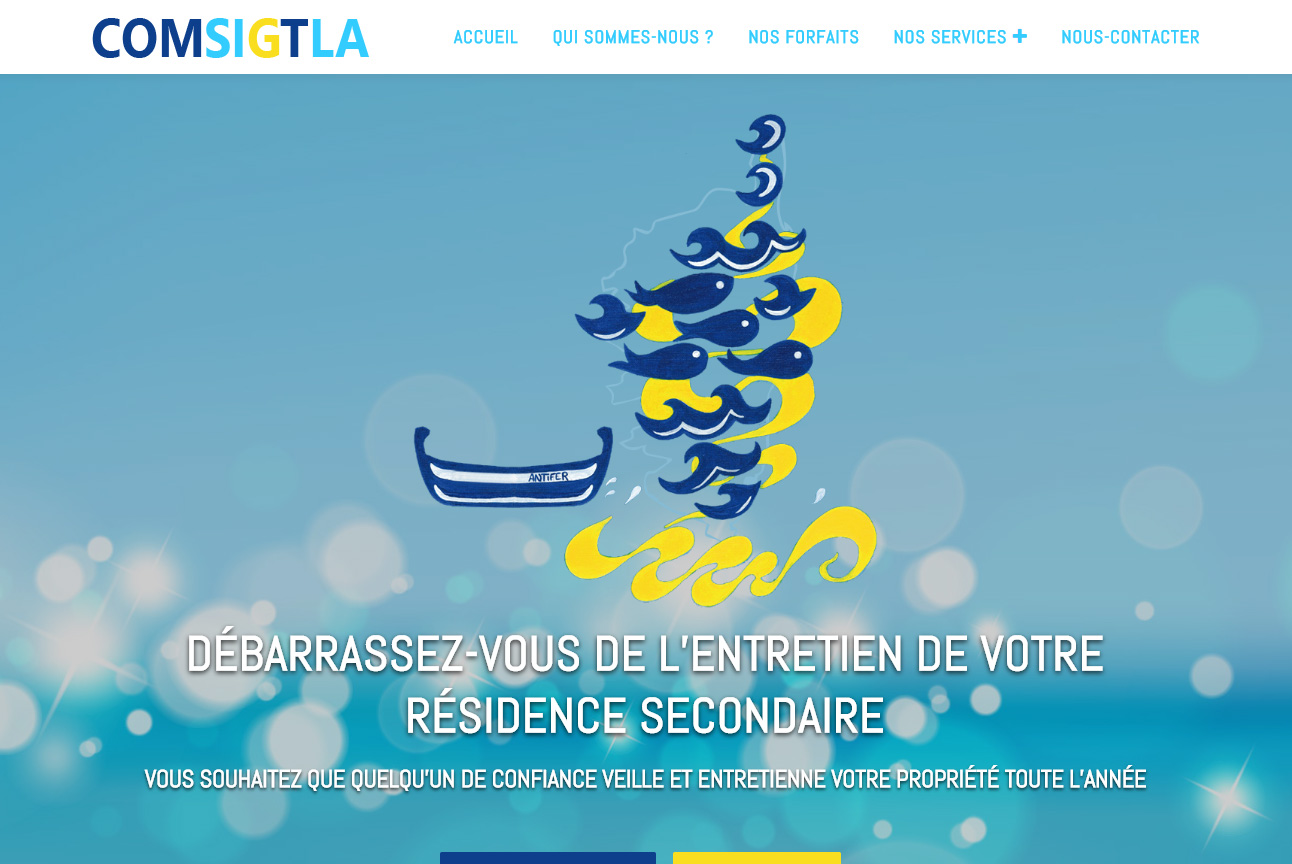 COMSIGTLA
ACCUEIL QUI SOMMES-NOUS ? NOS FORFAITS NOS SERVICES + NOUS-CONTACTER
ANTIFER
DÉBARRASSEZ-VOUS DE L'ENTRETIEN DE VOTRE
RÉSIDENCE SECONDAIRE
VOUS SOUHAITEZ QUE QUELQU'UN DE CONFIANCE VEILLE ET ENTRETIENNE VOTRE PROPRIÉTÉ TOUTE L'ANNÉE